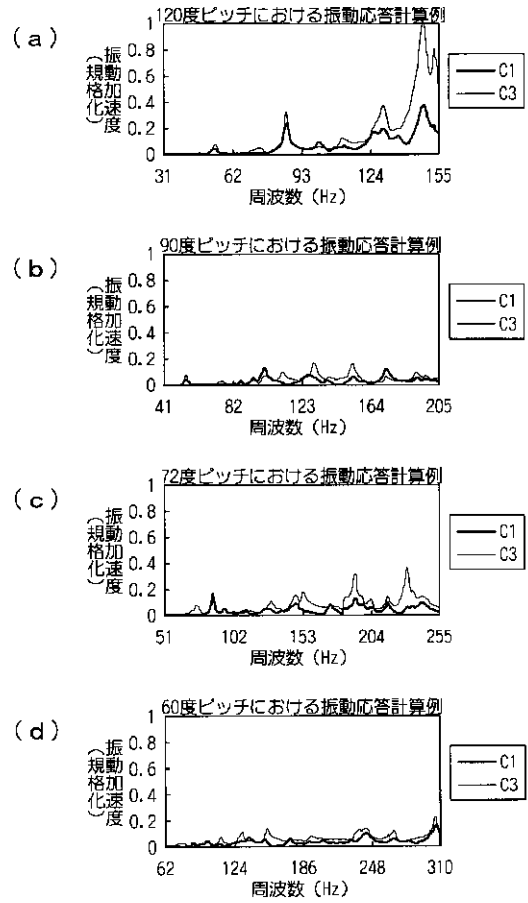 (a)
120度ピッチにおける振動応答計算例
振動加速度
(規格化)
1
0.8
0.6
0.4
0.2
0
31 62 93 124 155
周波数 (Hz)
C1
C3
(b)
90度ピッチにおける振動応答計算例
振動加速度
(規格化)
1
0.8
0.6
0.4
0.2
0
41 82 123 164 205
周波数 (Hz)
C1
C3
(c)
72度ピッチにおける振動応答計算例
振動加速度
(規格化)
1
0.8
0.6
0.4
0.2
0
51 102 153 204 255
周波数 (Hz)
C1
C3
(d)
60度ピッチにおける振動応答計算例
振動加速度
(規格化)
1
0.8
0.6
0.4
0.2
0
62 124 186 248 310
周波数 (Hz)
C1
C3